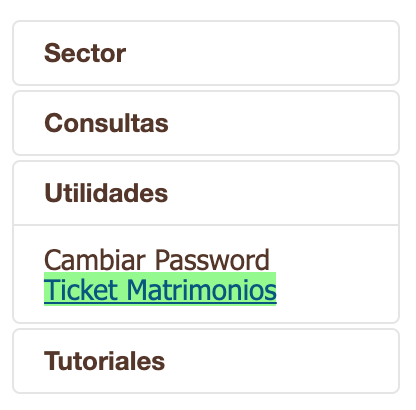 Sector
Consultas
Utilidades
Cambiar Password
Ticket Matrimonios
Tutoriales